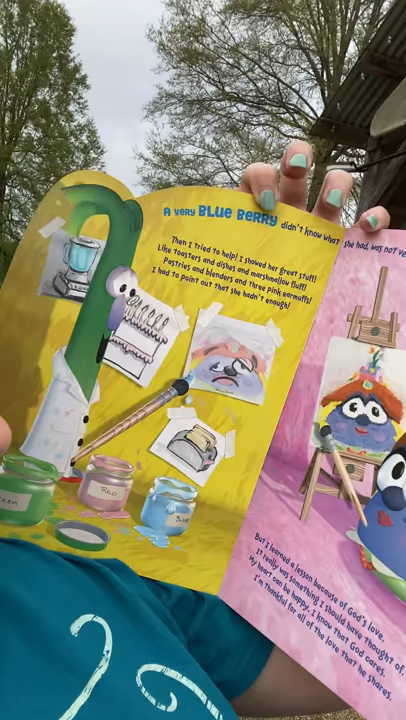 A very BLUE BERRY didn't know what she had, was not ve
Then I tried to help! I showed her great stuff!
Like toasters and dishes and marshmallow fluff!
Pastries and blenders and three pink earmuffs!
I had to point out that she hadn't enough!
Green
Red
Blue
But I learned a lesson because of God's love.
It really was something I should have thought of.
My heart can be happy. I know that God cares.
I'm thankful for all of the love that he shares.